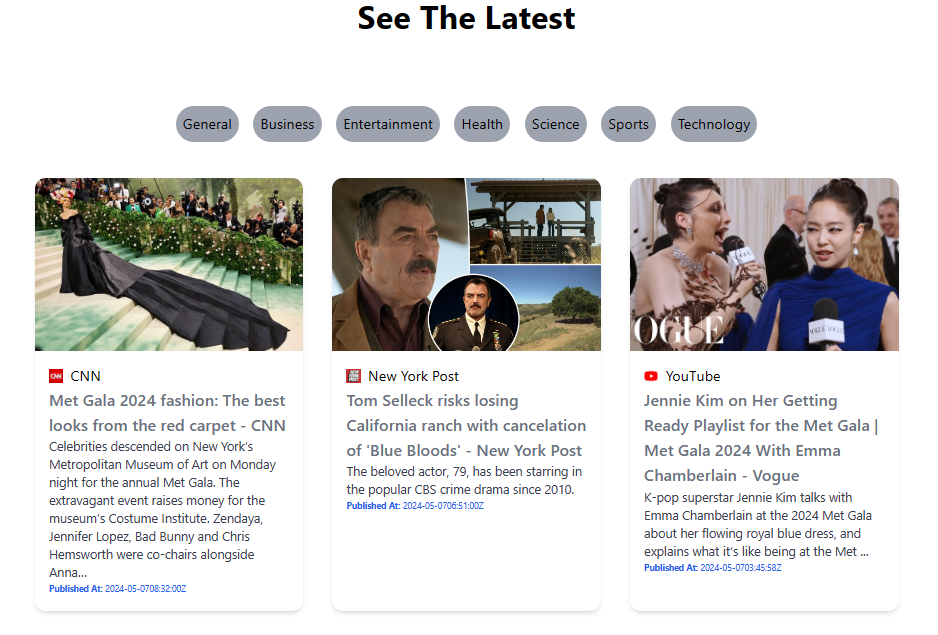 See The Latest
General Business Entertainment Health Science Sports Technology
OGUE
VOGUE VOGUE
CNN CNN
Met Gala 2024 fashion: The best
looks from the red carpet - CNN
Celebrities descended on New York's
Metropolitan Museum of Art on Monday
night for the annual Met Gala. The
extravagant event raises money for the
museum's Costume Institute. Zendaya,
Jennifer Lopez, Bad Bunny and Chris
Hemsworth were co-chairs alongside
Anna...
Published At: 2024-05-0708:32:00Z
NEW YORK POST New York Post
Tom Selleck risks losing
California ranch with cancelation
of 'Blue Bloods' - New York Post
The beloved actor, 79, has been starring in
the popular CBS crime drama since 2010.
Published At: 2024-05-0706:51:00Z
YouTube
Jennie Kim on Her Getting
Ready Playlist for the Met Gala |
Met Gala 2024 With Emma
Chamberlain - Vogue
K-pop superstar Jennie Kim talks with
Emma Chamberlain at the 2024 Met Gala
about her flowing royal blue dress, and
explains what it's like being at the Met ...
Published At: 2024-05-0703:45:58Z